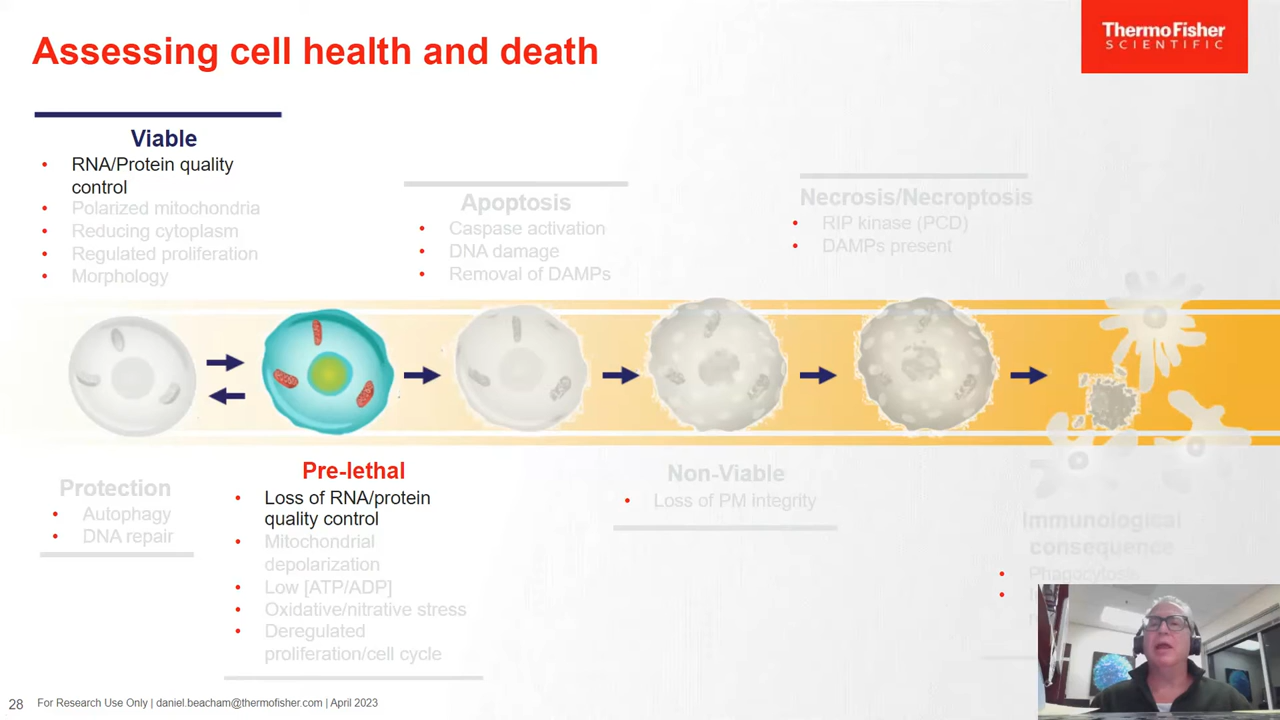 Assessing cell health and death
ThermoFisher
SCIENTIFIC
Viable
• RNA/Protein quality
control
• Polarized mitochondria
• Reducing cytoplasm
• Regulated proliferation
• Morphology
Apoptosis
• Caspase activation
• DNA damage
• Removal of DAMPs
Necrosis/Necroptosis
• RIP kinase (PCD)
• DAMPs present
Protection
• Autophagy
• DNA repair
Pre-lethal
• Loss of RNA/protein
quality control
• Mitochondrial
depolarization
• Low [ATP/ADP]
• Oxidative/nitrative stress
• Deregulated
proliferation/cell cycle
Non-Viable
• Loss of PM integrity
Immunological
consequence
• Phagocytosis
28 For Research Use Only | daniel.beacham@thermofisher.com | April 2023